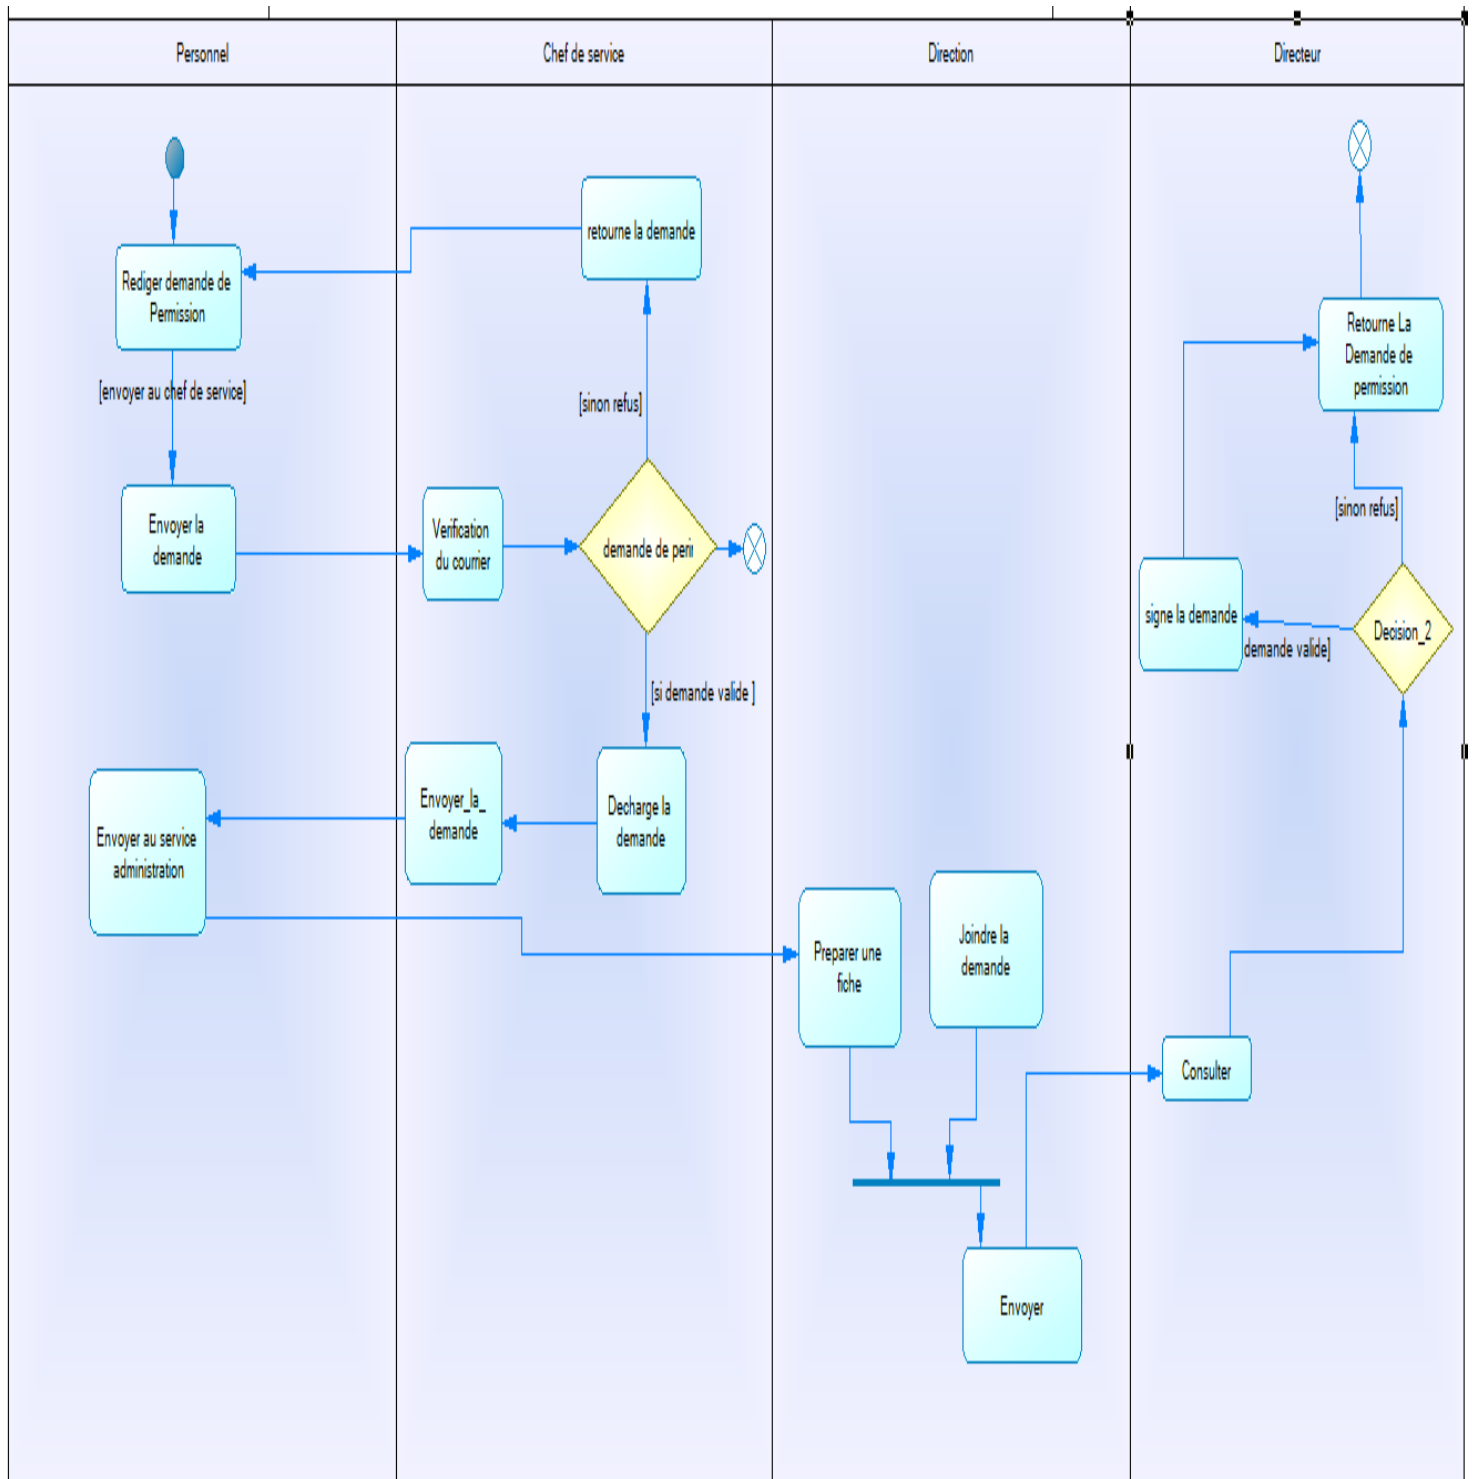 Personnel
Chef de service
Direction
Directeur
retourne la demande
Rediger demande de
Permission
[envoyer au chef de service]
[sinon refus]
Retourne La
Demande de
permission
Envoyer la
demande
Verification
du courrier
demande de peri
[sinon refus]
signe la demande
Decision_2
demande valide]
[si demande valide ]
Envoyer au service
administration
Envoyer_la_
demande
Decharge la
demande
Preparer une
fiche
Joindre la
demande
Consulter
Envoyer